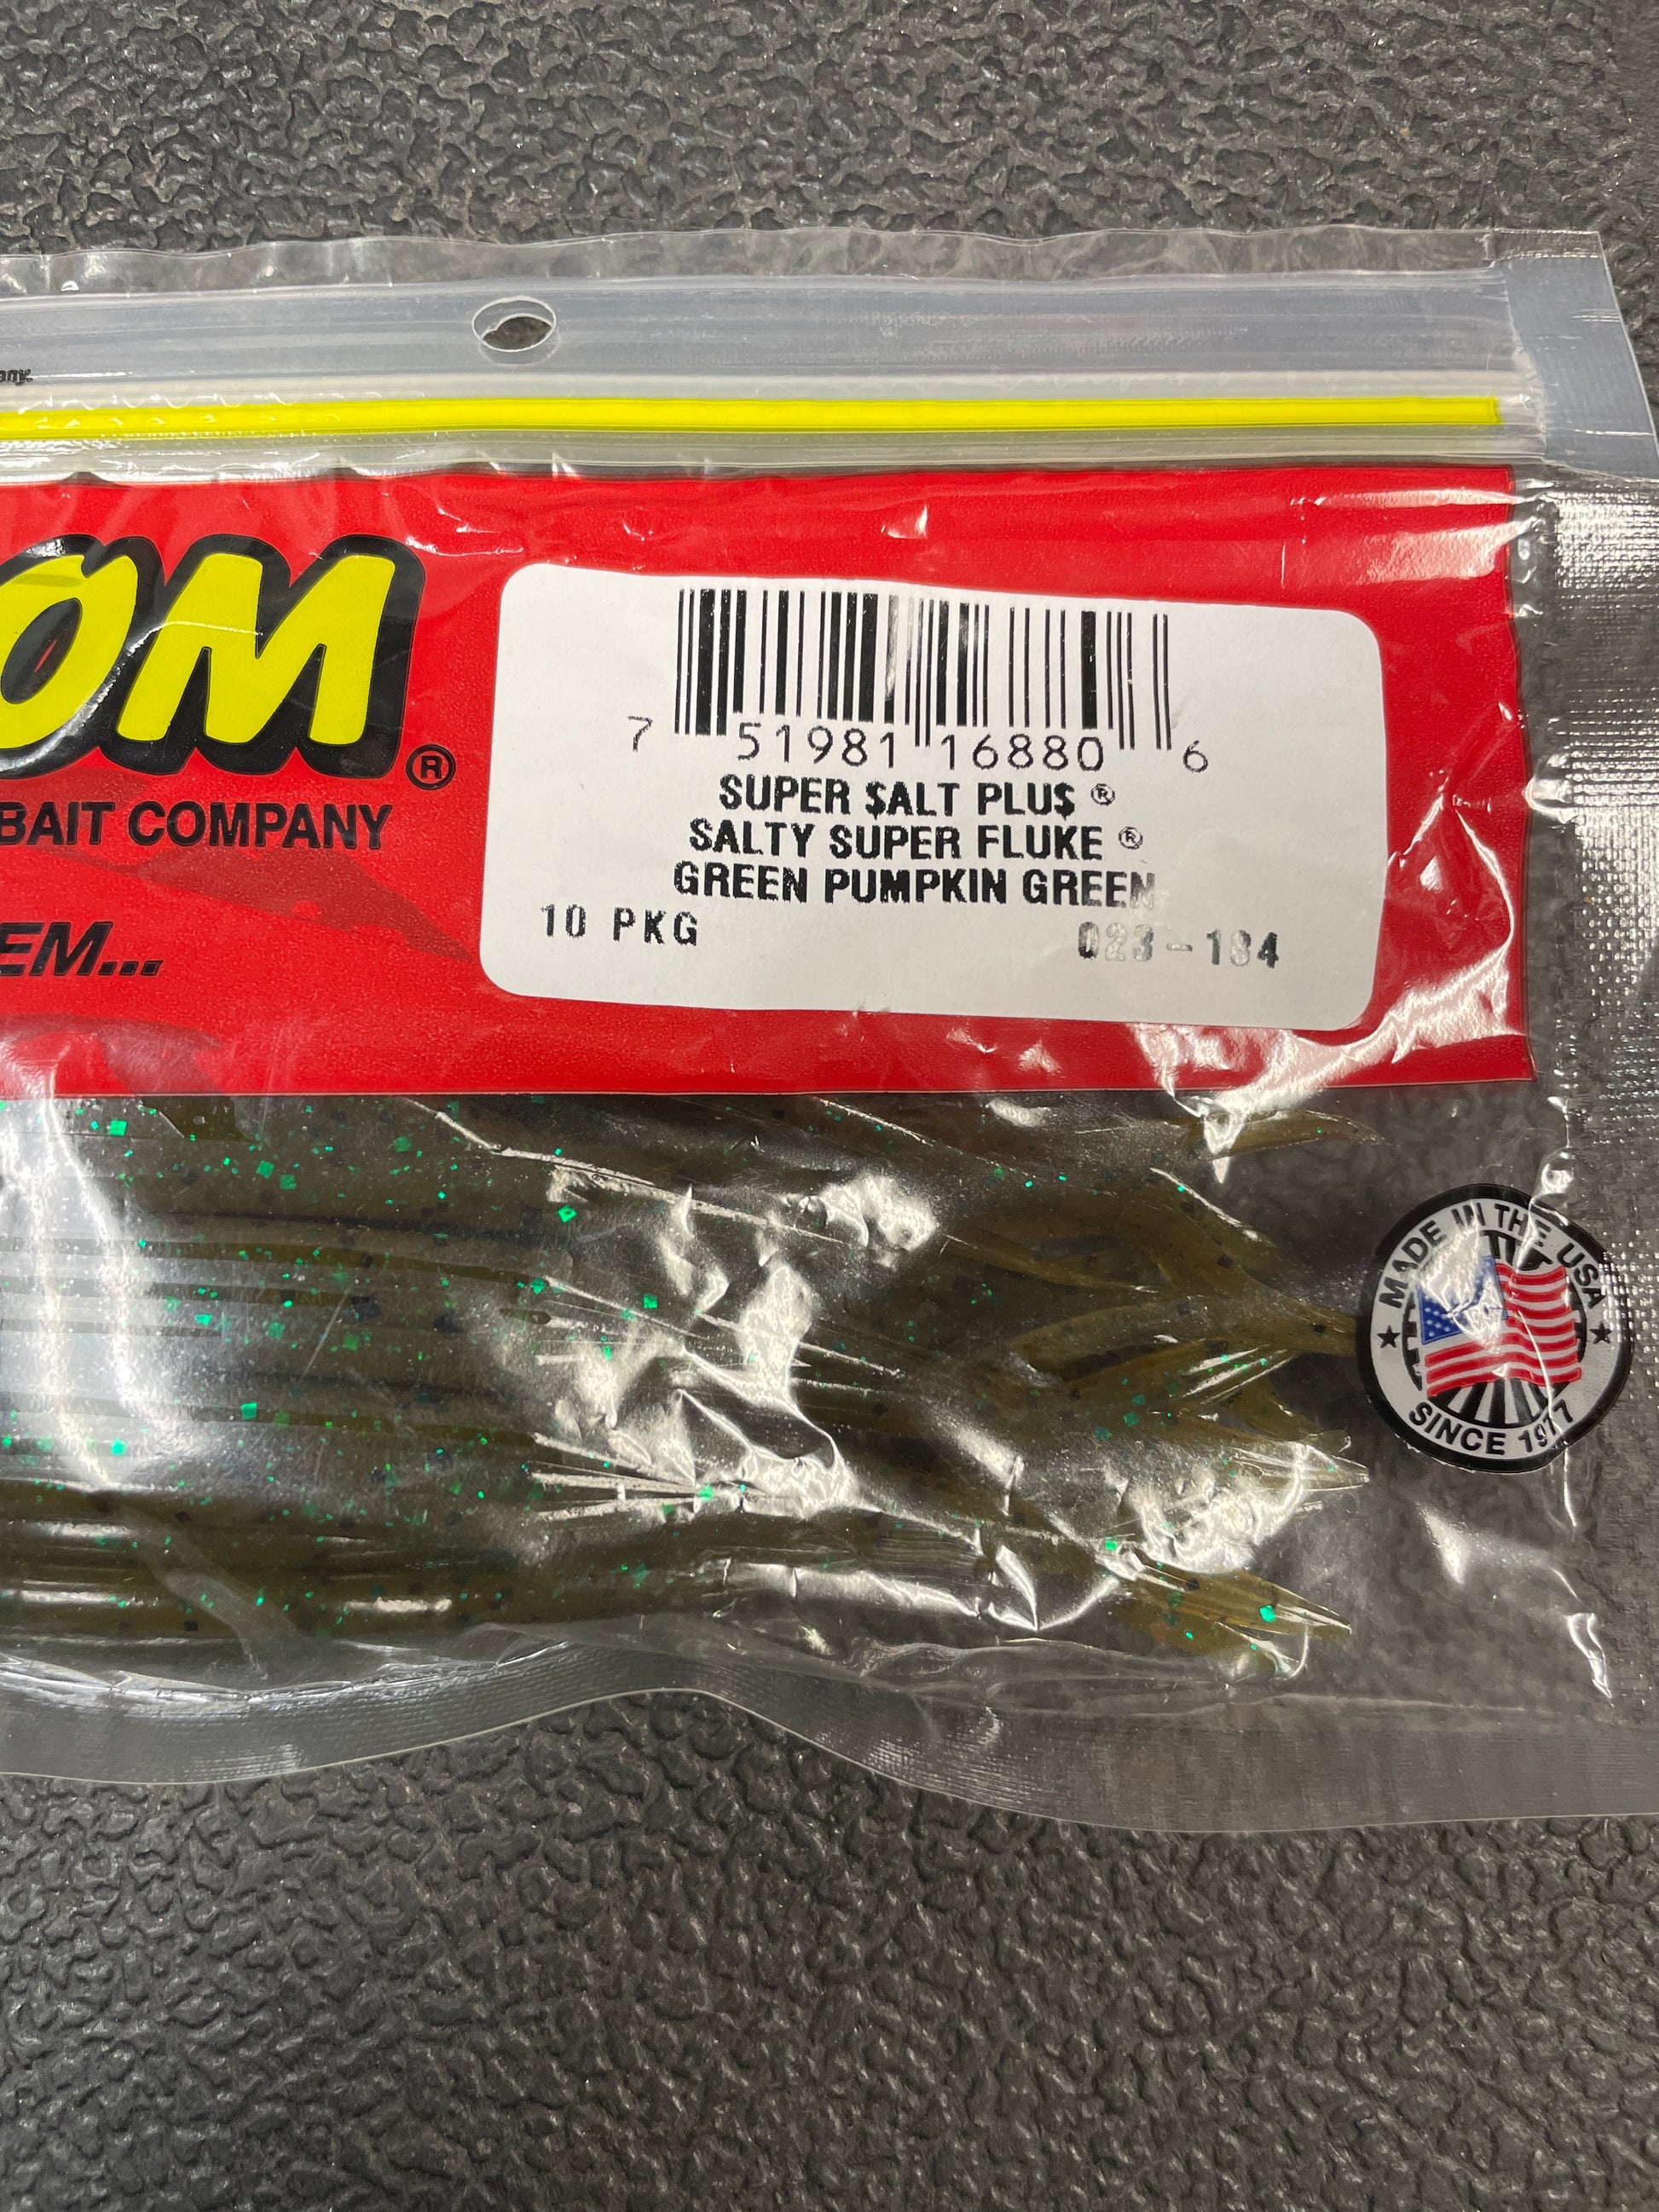 any.
OM®
BAIT COMPANY
EM...
7 51981 16880 6
SUPER $ALT PLU$ ®
SALTY SUPER FLUKE ®
GREEN PUMPKIN GREEN
10 PKG 023-184
MADE IN THE USA
SINCE 1977